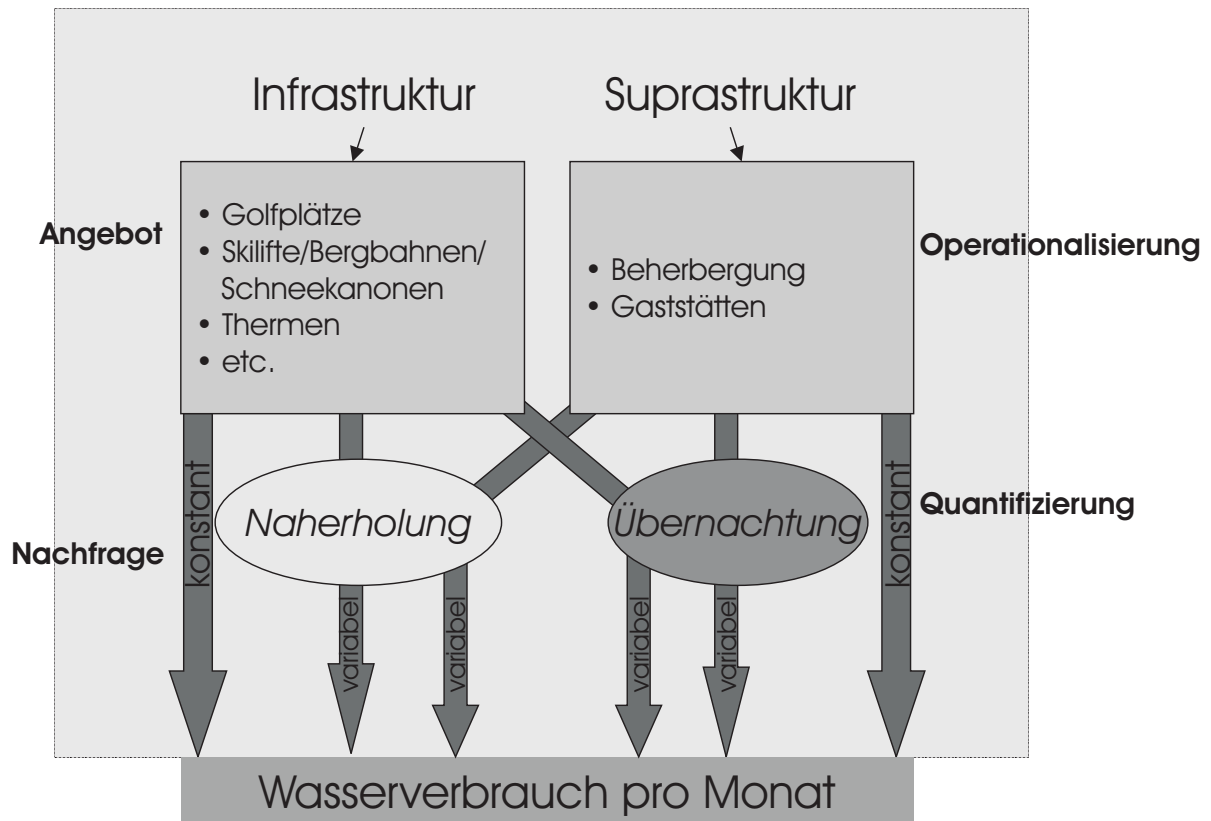 Infrastruktur
Suprastruktur
Angebot
• Golfplätze
• Skilifte/Bergbahnen/
Schneekanonen
• Thermen
• etc.
• Beherbergung
• Gaststätten
Operationalisierung
Nachfrage
konstant
Naherholung
Übernachtung
konstant
Quantifizierung
variabel
variabel
variabel
variabel
Wasserverbrauch pro Monat